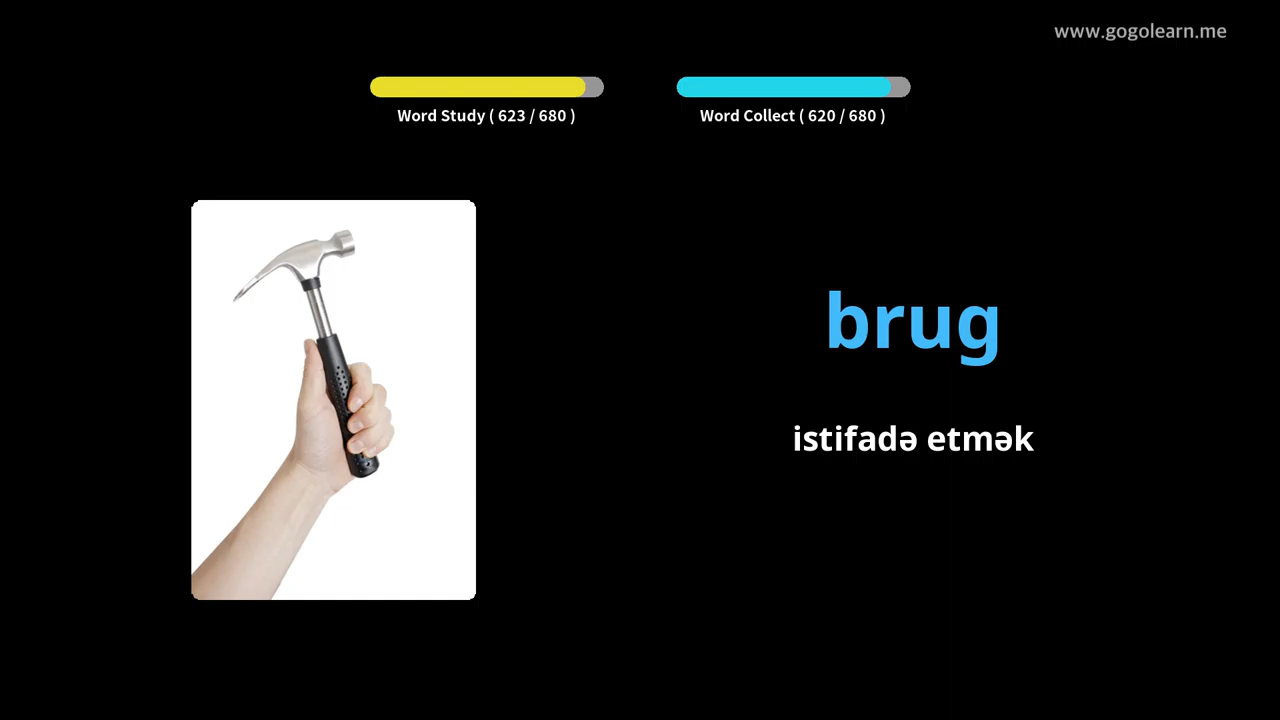 www.gogolearn.me
Word Study ( 623 / 680 )
Word Collect ( 620 / 680 )
brug
istifadə etmək